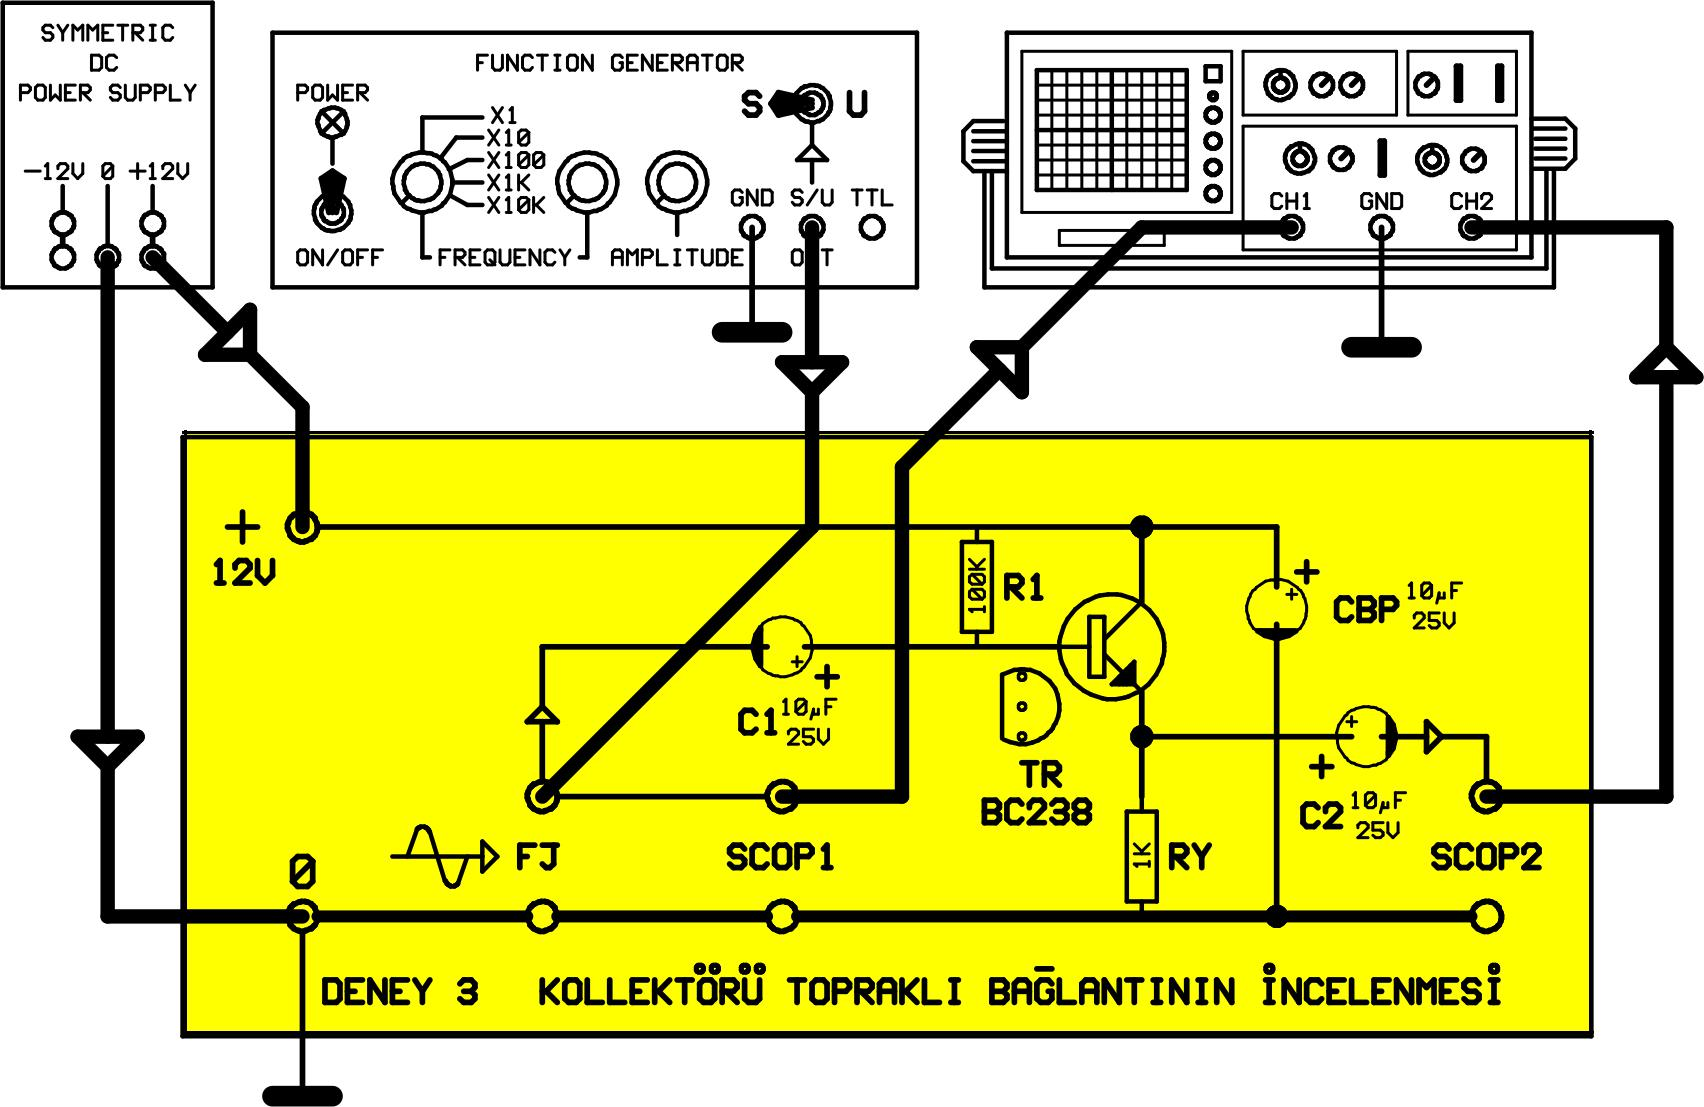 SYMMETRIC
DC
POWER SUPPLY
-12V 0 +12V
FUNCTION GENERATOR
POWER
ON/OFF
X1
X10
X100
X1K
X10K
FREQUENCY
AMPLITUDE
S U
GND S/U TTL
OUT
CH1 GND CH2
+
12V
100K
R1
+
+
CBP
10µF
25V
+
+
C1
10µF
25V
TR
BC238
+
+
C2
10µF
25V
1K
RY
FJ
SCOP1
SCOP2
0
DENEY 3 KOLLEKTÖRÜ TOPRAKLI BAĞLANTININ İNCELENMESİ